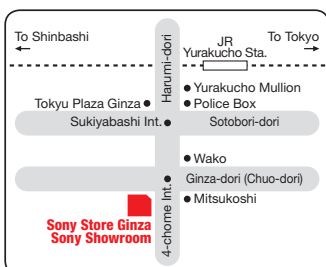 To Shinbashi
JR
Yurakucho Sta.
To Tokyo
Harumi-dori
Yurakucho Mullion
Tokyu Plaza Ginza
Police Box
Sukiyabashi Int.
Sotobori-dori
Wako
Ginza-dori (Chuo-dori)
4-chome Int.
Mitsukoshi
Sony Store Ginza
Sony Showroom